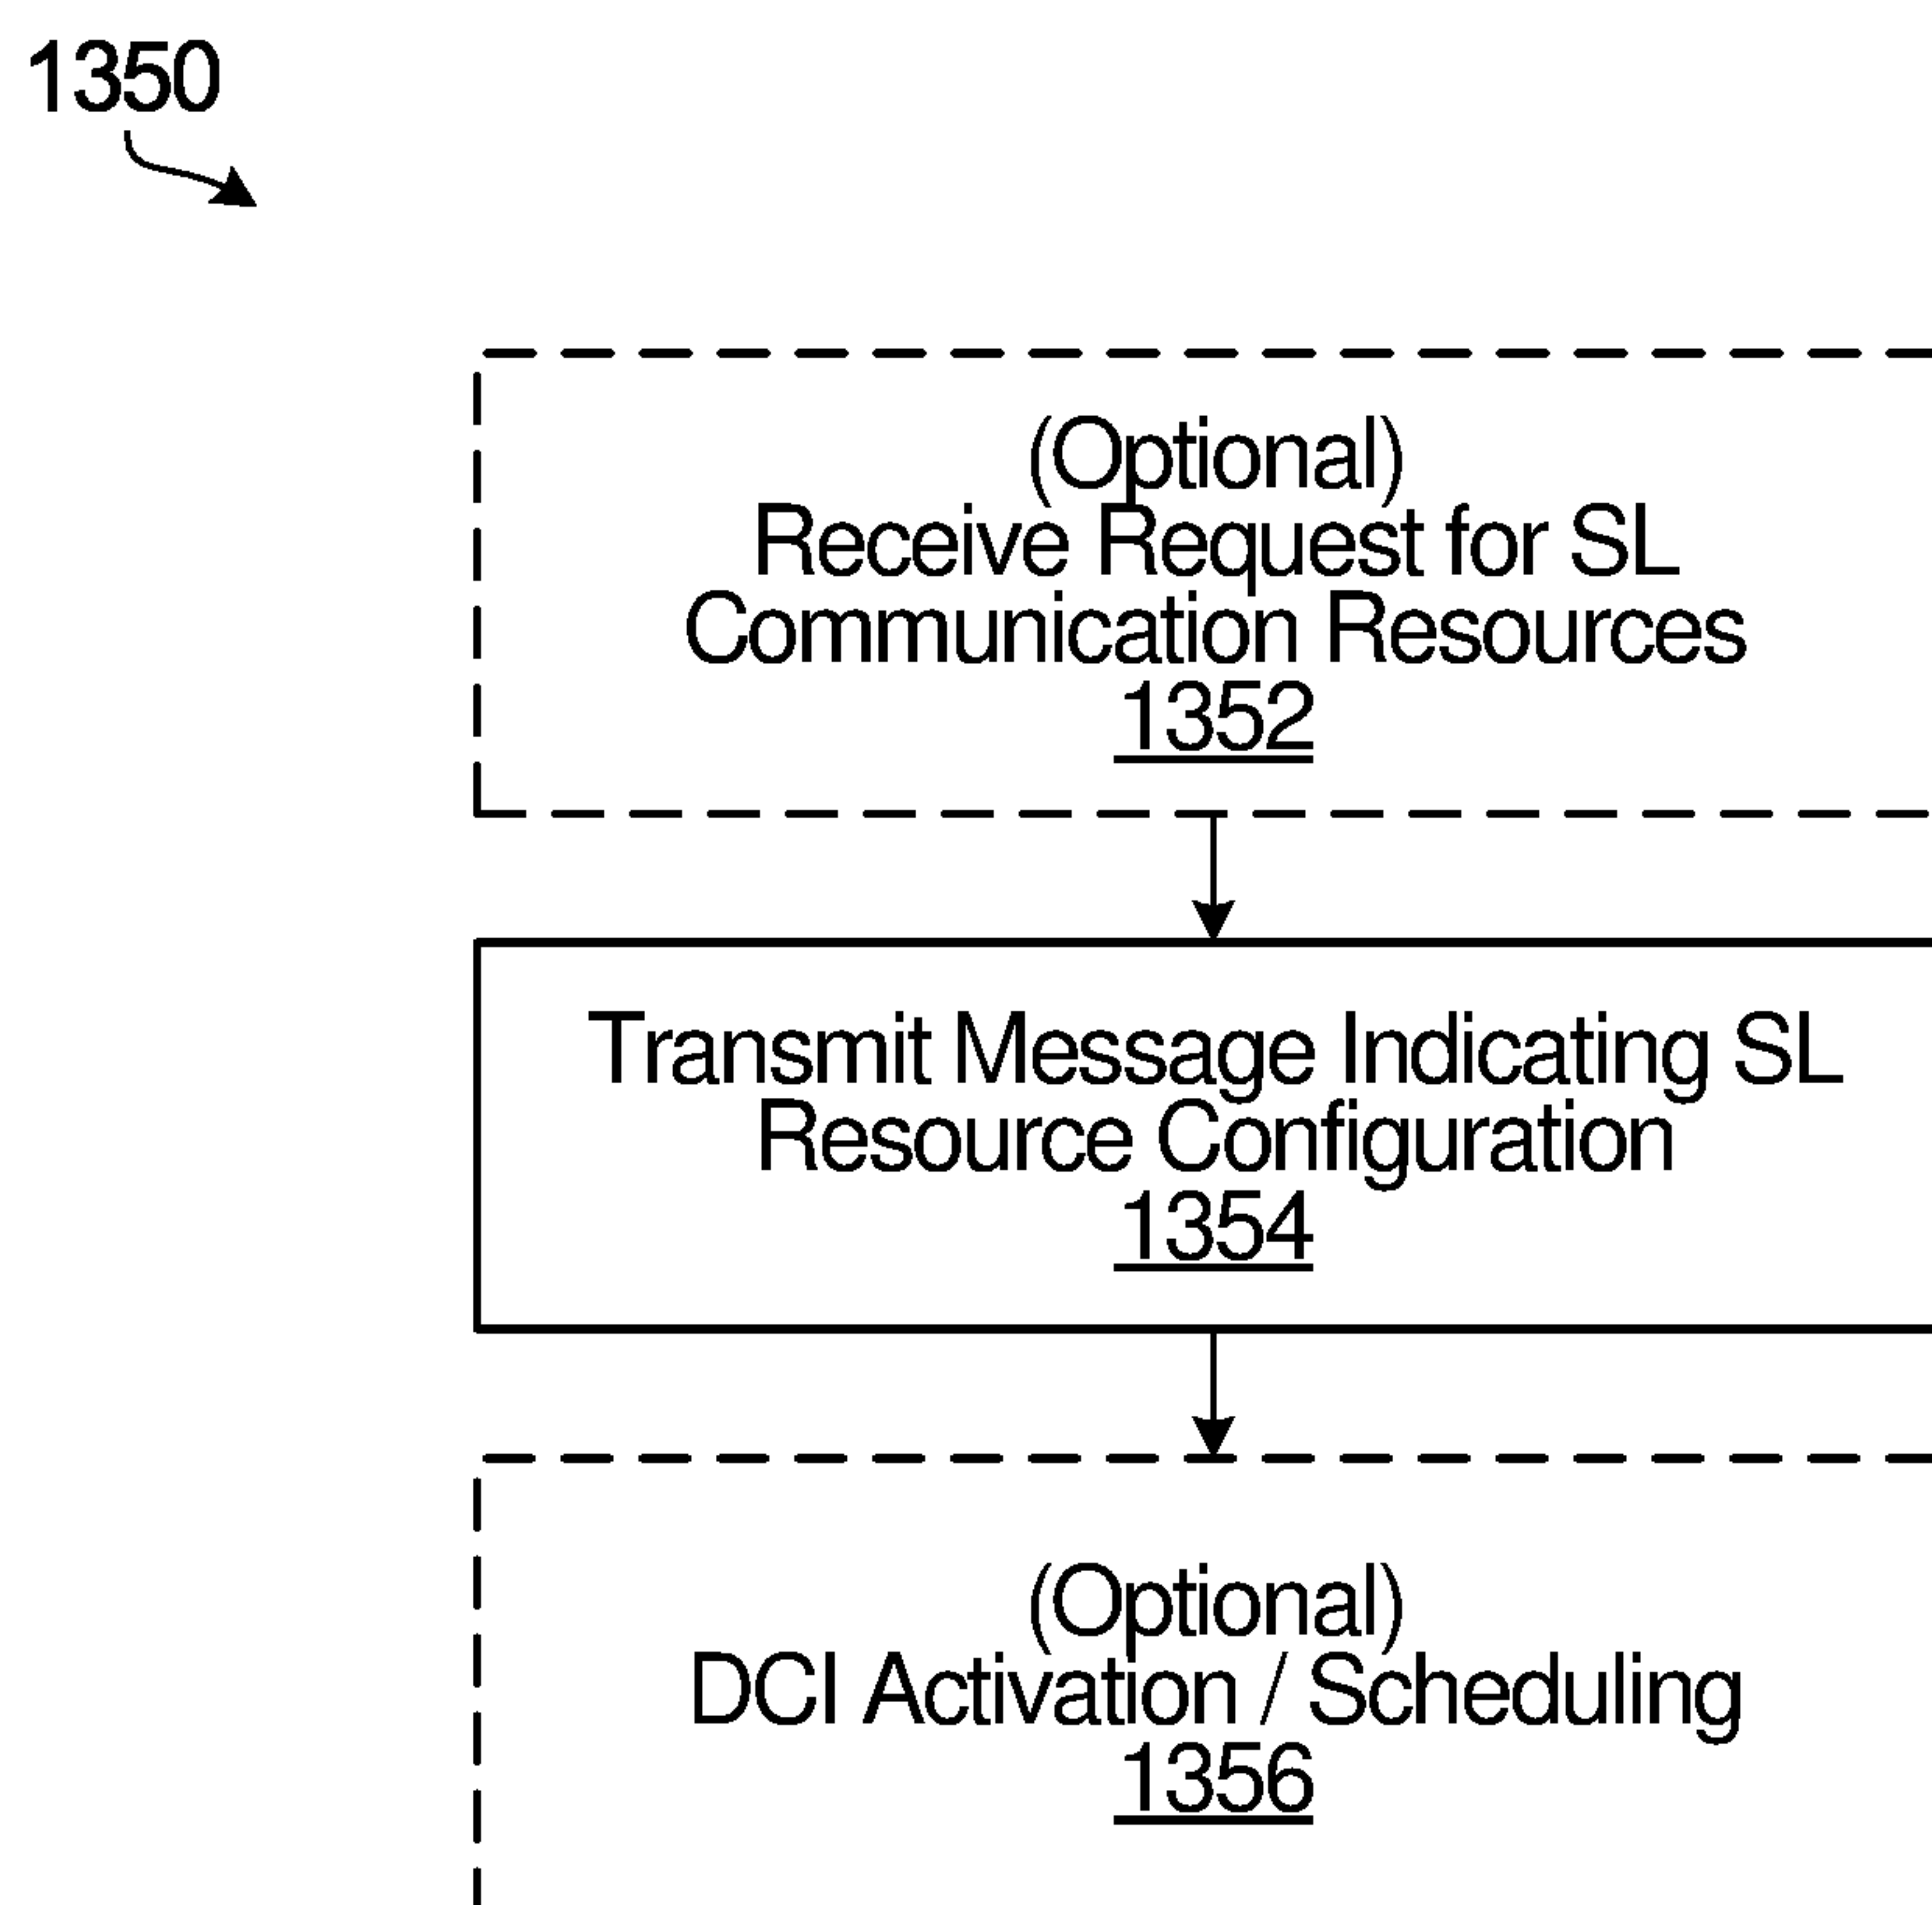 1350
(Optional)
Receive Request for SL
Communication Resources
1352
Transmit Message Indicating SL
Resource Configuration
1354
(Optional)
DCI Activation / Scheduling
1356